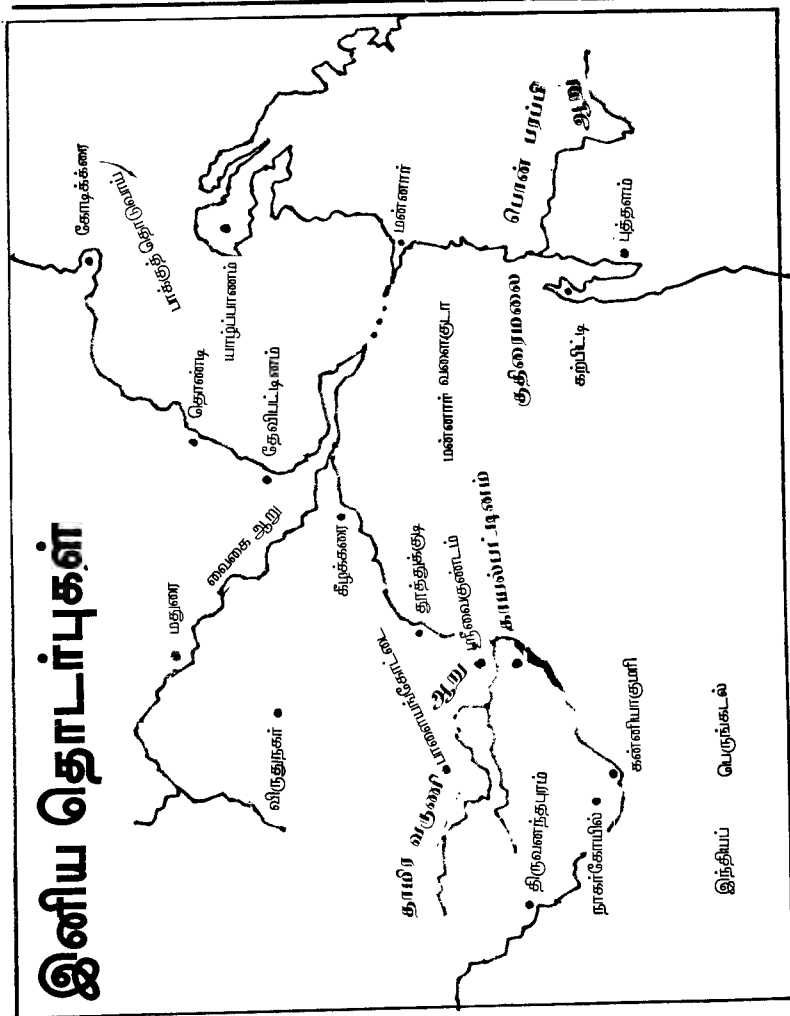 இனிய தொடர்புகள்
கோடிக்கரை
பாக்குத் தொடுவாய்
யாழ்ப்பாணம்
தொண்டி
தேவிபட்டினம்
மன்னார்
பொன் பரப்பி
ஆறு
புத்தளம்
குதிரைமலை
கற்பிட்டி
மன்னார் வளைகுடா
வைகை ஆறு
மதுரை
விருதுநகர்
கீழக்கரை
தூத்துக்குடி
ஸ்ரீவைகுண்டம்
காயல்பட்டினம்
பாளையங்கோட்டை
தாமிர வருணி
ஆறு
திருவனந்தபுரம்
நாகர்கோயில்
கன்னியாகுமரி
இந்தியப் பெருங்கடல்